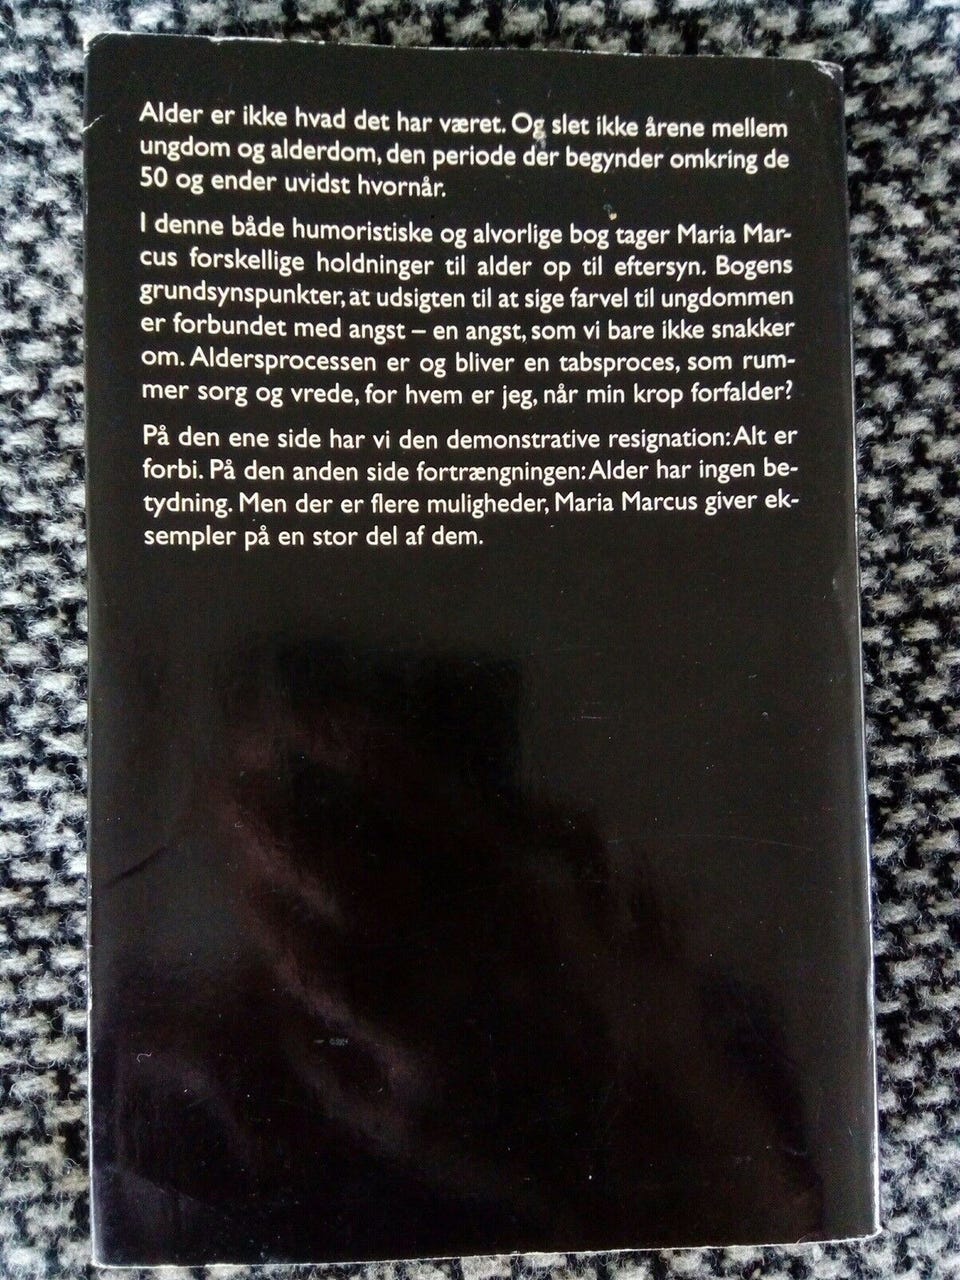 Alder er ikke hvad det har været. Og slet ikke årene mellem
ungdom og alderdom, den periode der begynder omkring de
50 og ender uvidst hvornår.
I denne både humoristiske og alvorlige bog tager Maria Mar-
cus forskellige holdninger til alder op til eftersyn. Bogens
grundsynspunkter, at udsigten til at sige farvel til ungdommen
er forbundet med angst – en angst, som vi bare ikke snakker
om. Aldersprocessen er og bliver en tabsproces, som rum-
mer sorg og vrede, for hvem er jeg, når min krop forfalder?
På den ene side har vi den demonstrative resignation: Alt er
forbi. På den anden side fortrængningen: Alder har ingen be-
tydning. Men der er flere muligheder, Maria Marcus giver ek-
sempler på en stor del af dem.